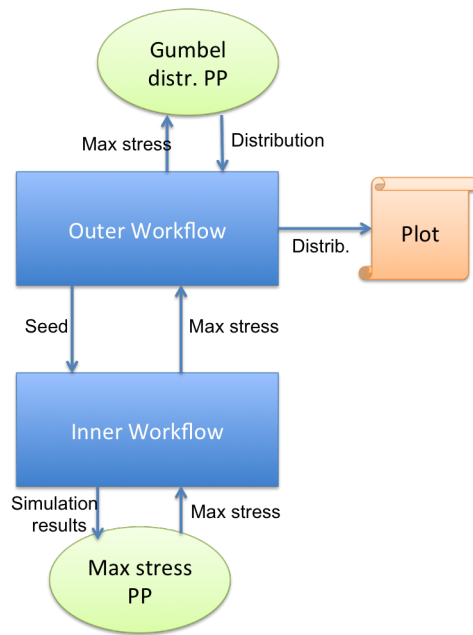 Gumbel
distr. PP
Max stress
Distribution
Outer Workflow
Distrib.
Plot
Seed
Max stress
Inner Workflow
Simulation
results
Max stress
Max stress
PP